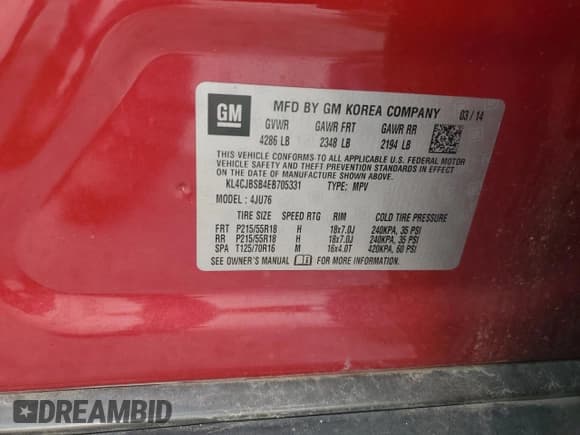 GM
MFD BY GM KOREA COMPANY 03 / 14
GVWR GAWR FRT GAWR RR
4286 LB 2348 LB 2194 LB
THIS VEHICLE CONFORMS TO ALL APPLICABLE U.S. FEDERAL MOTOR
VEHICLE SAFETY AND THEFT PREVENTION STANDARDS IN EFFECT
ON THE DATE OF MANUFACTURE SHOWN ABOVE.
KL4CJBSB4EB705331 TYPE: MPV
MODEL : 4JU76
TIRE SIZE SPEED RTG RIM COLD TIRE PRESSURE
FRT P215/55R18 H 18x7.0J 240KPA, 35 PSI
RR P215/55R18 H 18x7.0J 240KPA, 35 PSI
SPA T125/70R16 M 16x4.0T 420KPA, 60 PSI
SEE OWNER'S MANUAL FOR MORE INFORMATION.
DREAMBID